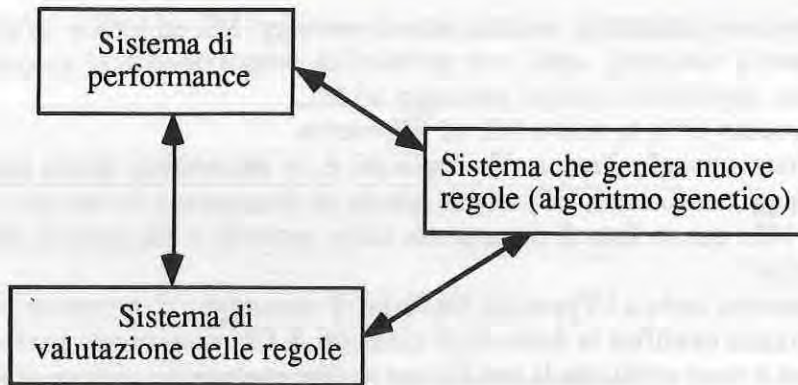 Sistema di
performance
Sistema che genera nuove
regole (algoritmo genetico)
Sistema di
valutazione delle regole